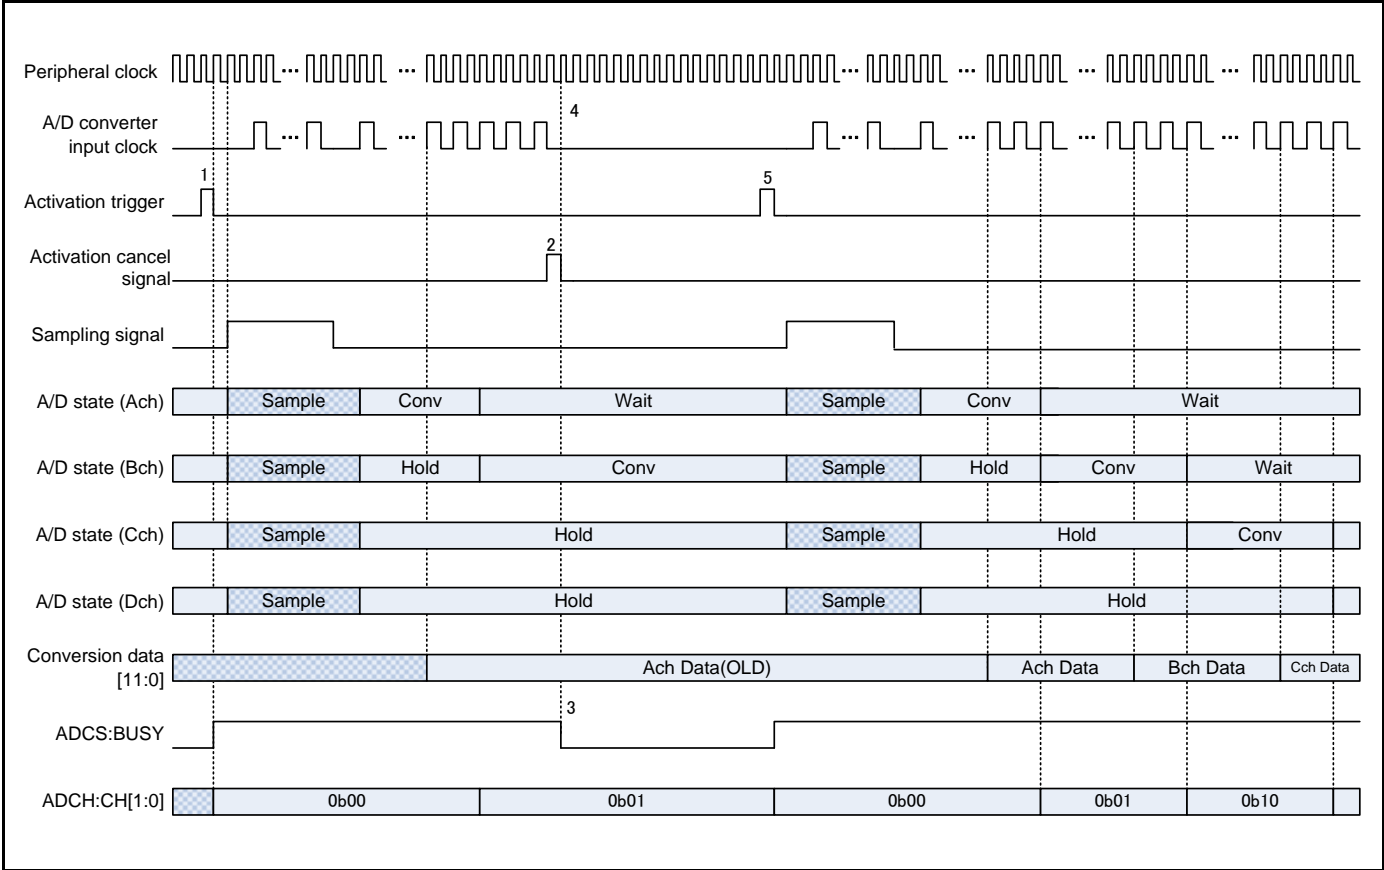 Peripheral clock ... ... ... ... ... ... ...
A/D converter
input clock
... ... ... ... ... ...
4
1
5
Activation trigger
2
Activation cancel
signal
Sampling signal
A/D state (Ach) Sample Conv Wait Sample Conv Wait
A/D state (Bch) Sample Hold Conv Sample Hold Conv Wait
A/D state (Cch) Sample Hold Sample Hold Conv
A/D state (Dch) Sample Hold Sample Hold
Conversion data
[11:0]
Ach Data(OLD) Ach Data Bch Data Cch Data
3
ADCS:BUSY
ADCH:CH[1:0] 0b00 0b01 0b00 0b01 0b10